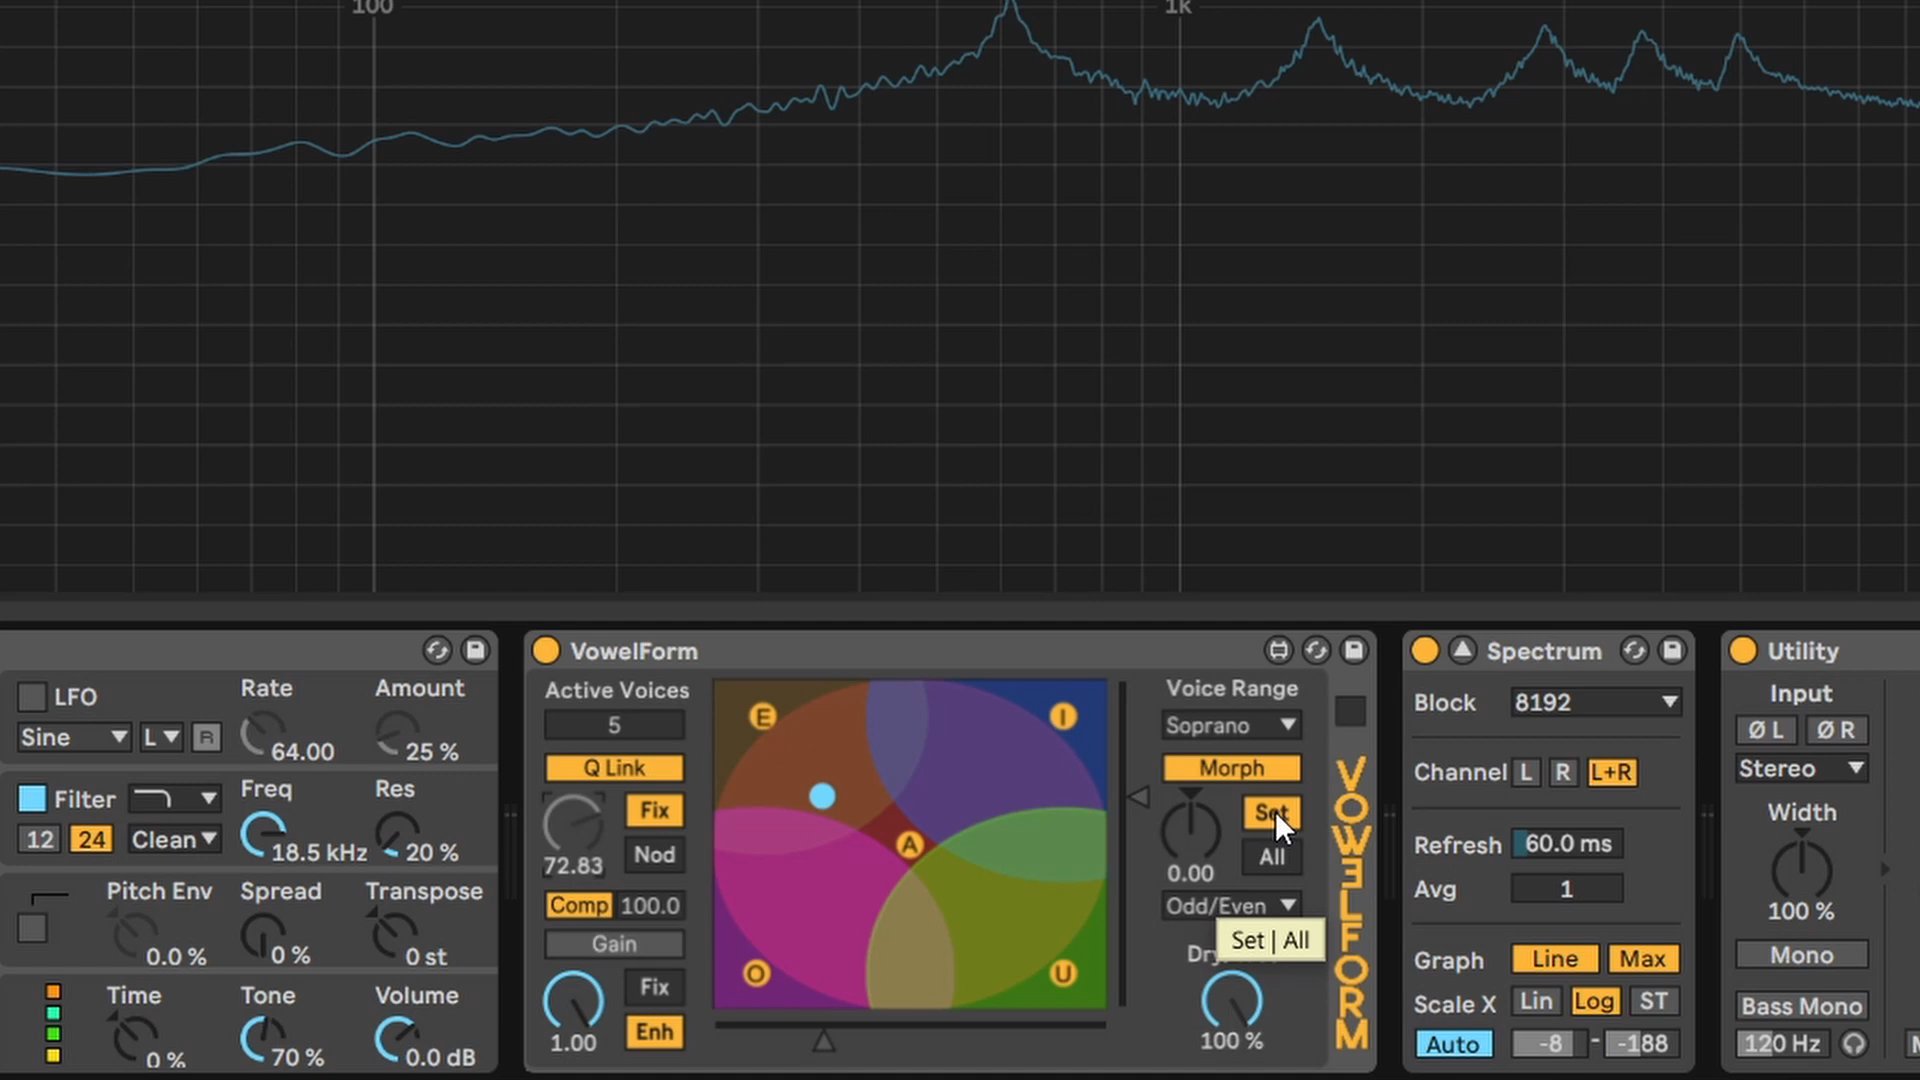 100
1k
LFO
Rate
Amount
Sine
L
R
64.00
25 %
Filter
Freq
Res
12
24
Clean
18.5 kHz
20 %
Pitch Env
Spread
Transpose
0.0 %
0 %
0 st
Time
Tone
Volume
0 %
70 %
0.0 dB
VowelForm
Active Voices
5
Q Link
Fix
Nod
72.83
Comp
100.0
Gain
Fix
Enh
1.00
E
I
A
O
U
Voice Range
Soprano
Morph
Set
All
0.00
Odd/Even
Set | All
100 %
VOWELFORM
Spectrum
Block
8192
Channel
L
R
L+R
Refresh
60.0 ms
Avg
1
Graph
Line
Max
Scale X
Lin
Log
ST
Auto
-8
-
-188
Utility
Input
Ø L
Ø R
Stereo
Width
100 %
Mono
Bass Mono
120 Hz